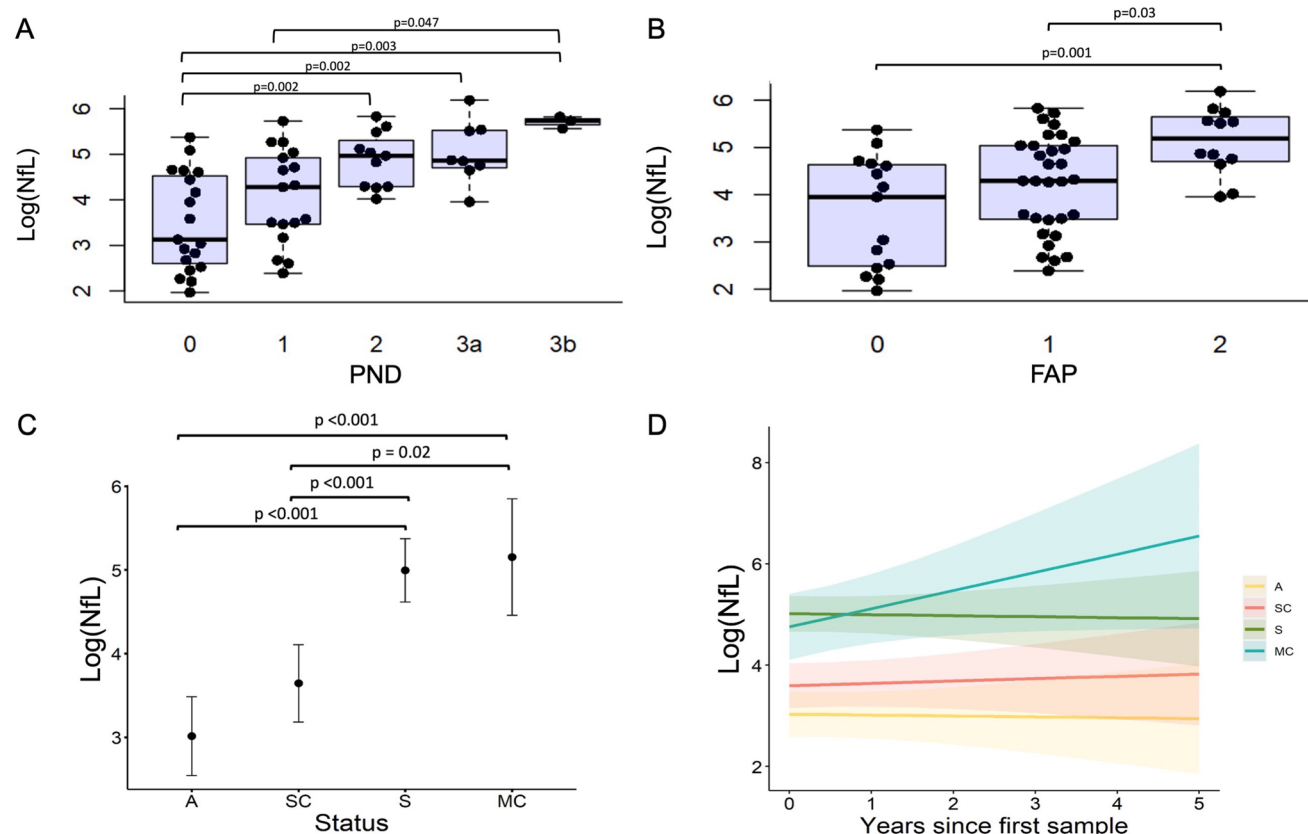 A
p=0.047
p=0.003
p=0.002
p=0.002
Log(NfL)
6
5
4
3
2
0 1 2 3a 3b
PND
B
p=0.03
p=0.001
Log(NfL)
6
5
4
3
2
0 1 2
FAP
C
p <0.001
p = 0.02
p <0.001
p <0.001
Log(NfL)
6
5
4
3
A SC S MC
Status
D
Log(NfL)
8
6
4
2
0 1 2 3 4 5
Years since first sample
A
SC
S
MC